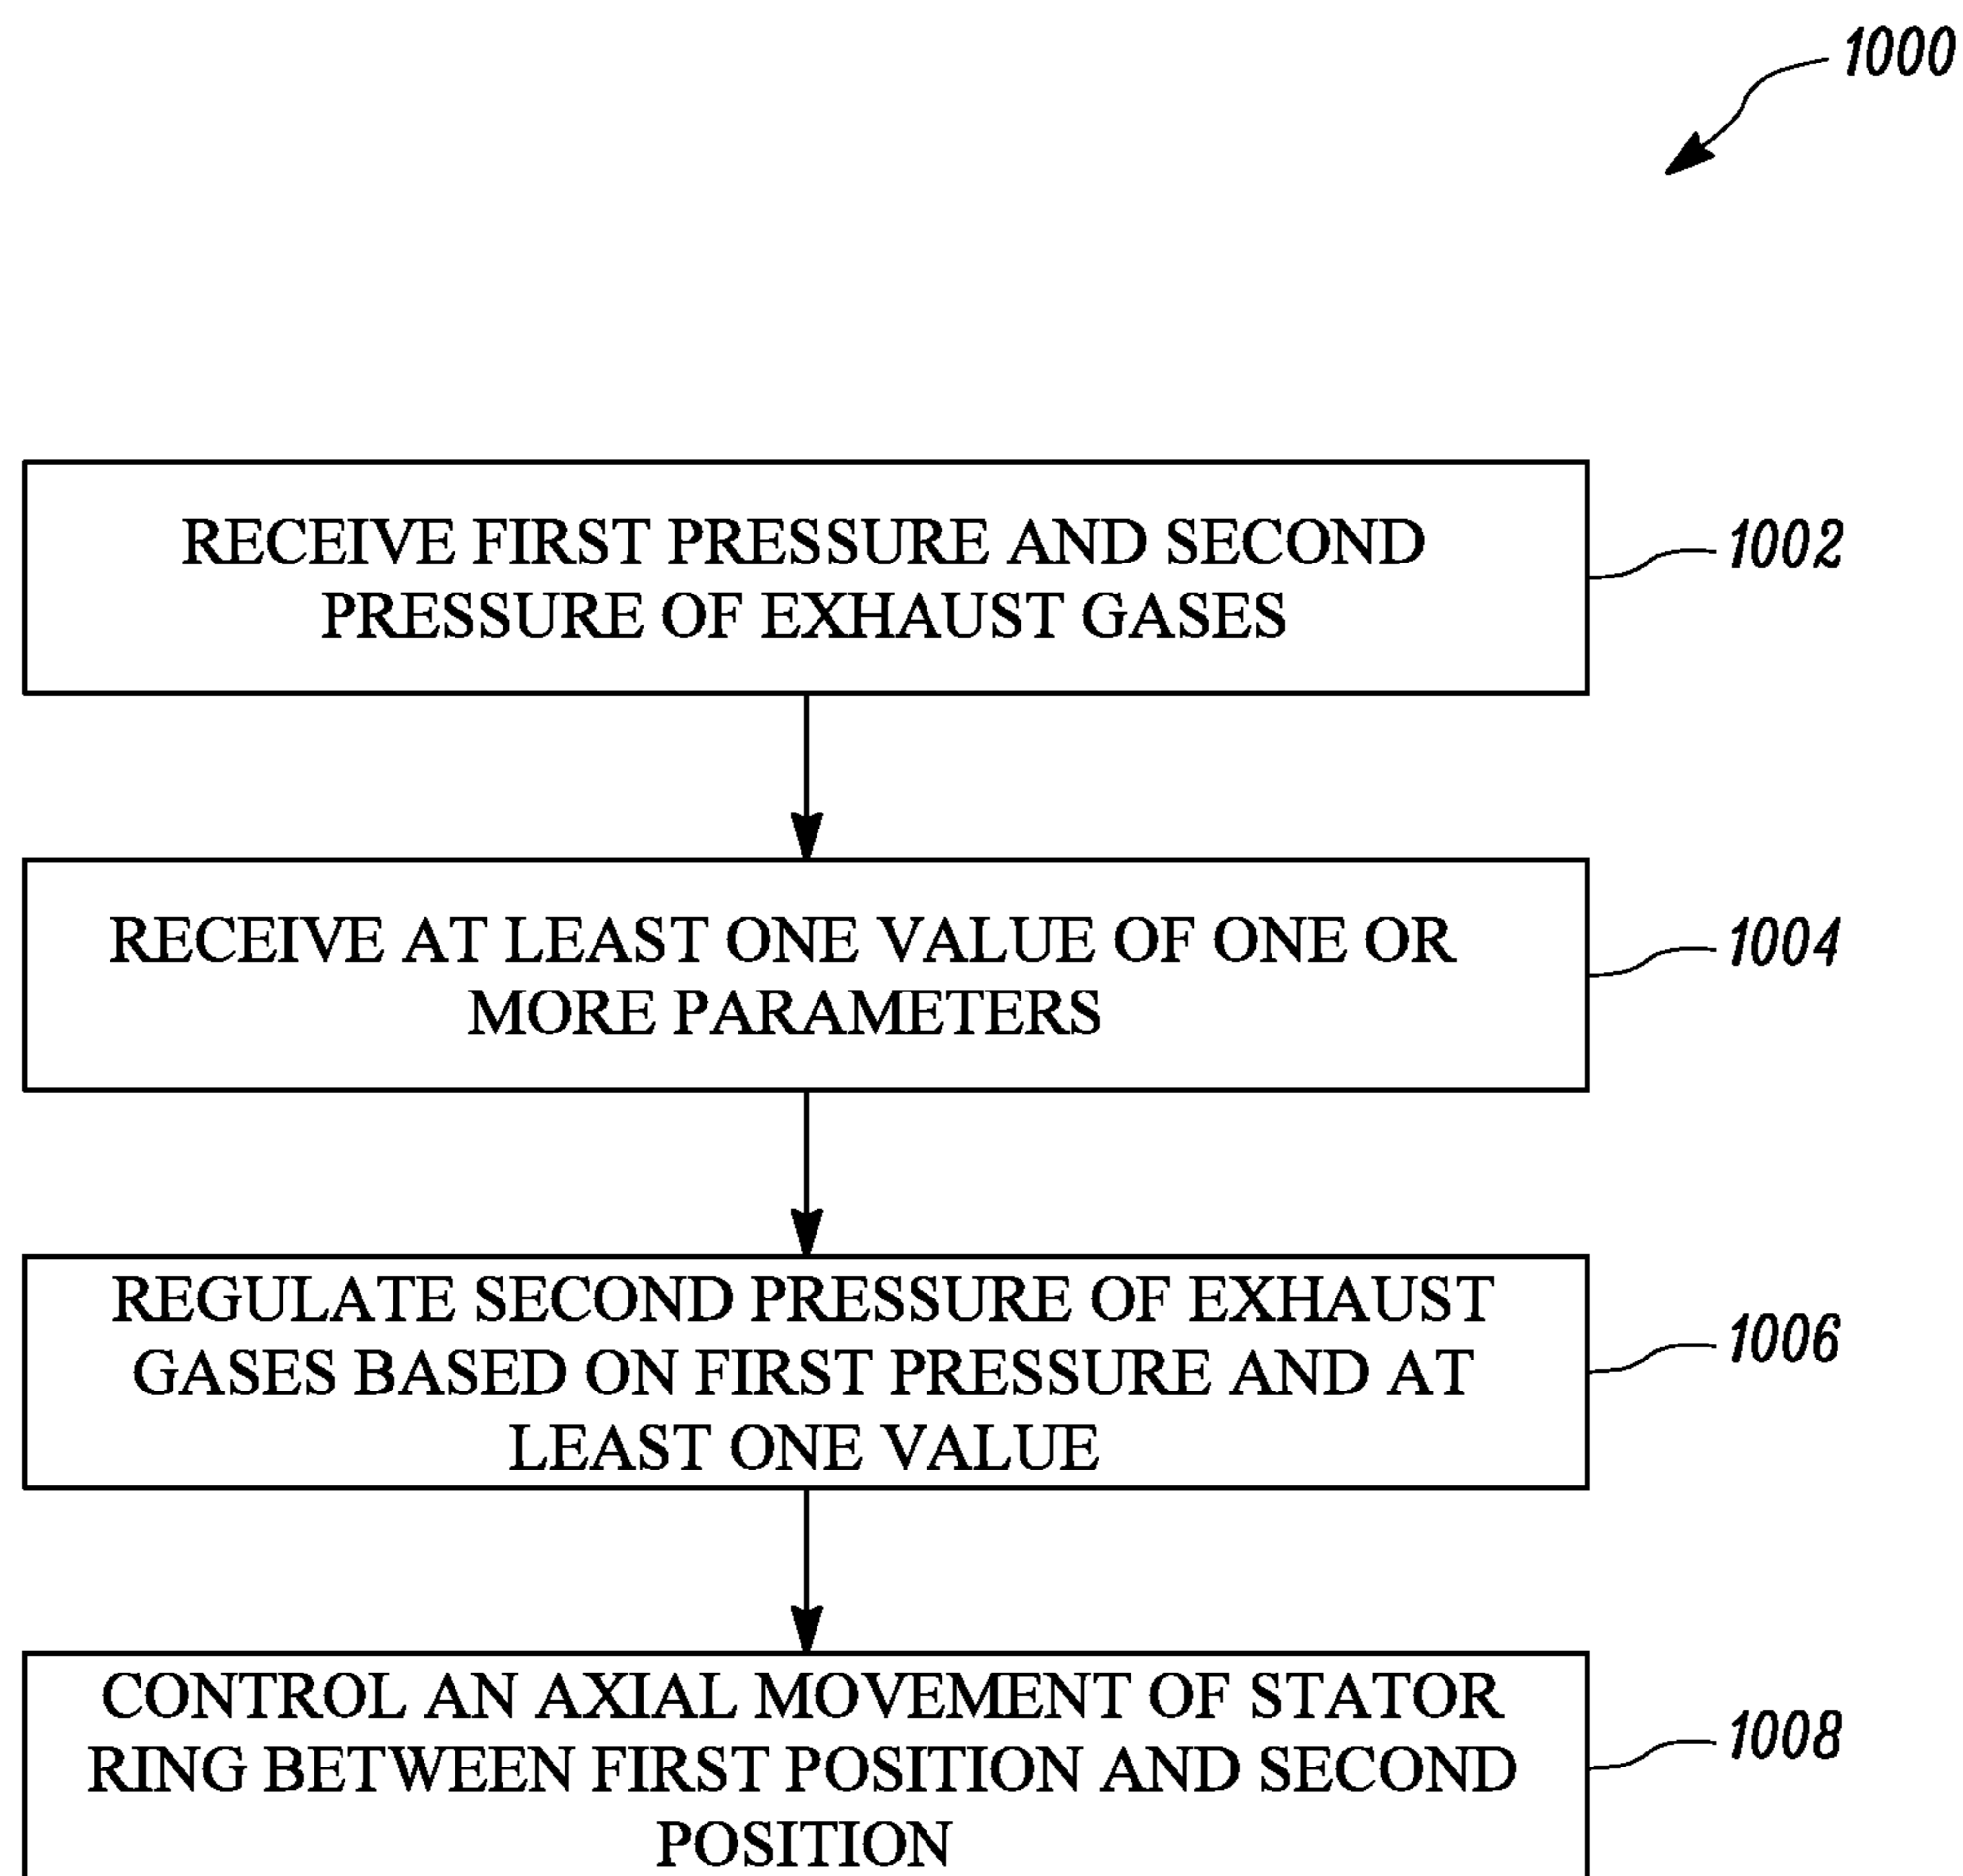 1000
RECEIVE FIRST PRESSURE AND SECOND
PRESSURE OF EXHAUST GASES
1002
RECEIVE AT LEAST ONE VALUE OF ONE OR
MORE PARAMETERS
1004
REGULATE SECOND PRESSURE OF EXHAUST
GASES BASED ON FIRST PRESSURE AND AT
LEAST ONE VALUE
1006
CONTROL AN AXIAL MOVEMENT OF STATOR
RING BETWEEN FIRST POSITION AND SECOND
POSITION
1008